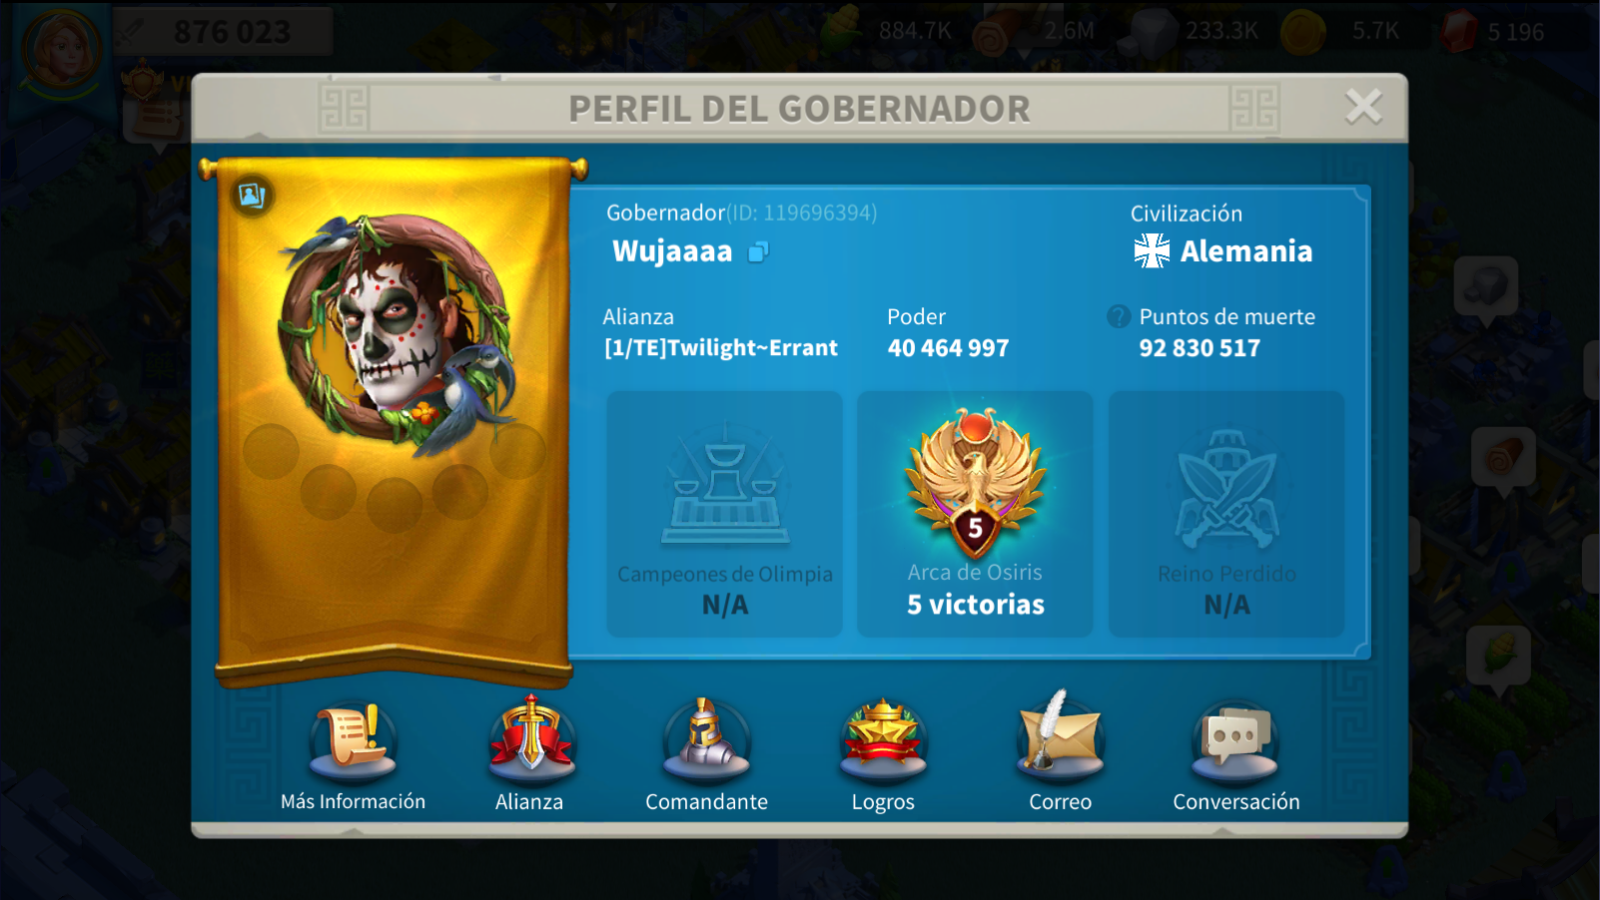 876 023
884.7K
2.6M
233.3K
5.7K
5 196
PERFIL DEL GOBERNADOR
Gobernador(ID: 119696394)
Wujaaaa
Civilización
Alemania
Alianza
[1/TE]Twilight~Errant
Poder
40 464 997
? Puntos de muerte
92 830 517
Campeones de Olimpia
N/A
5
Arca de Osiris
5 victorias
Reino Perdido
N/A
Más Información
Alianza
Comandante
Logros
Correo
Conversación